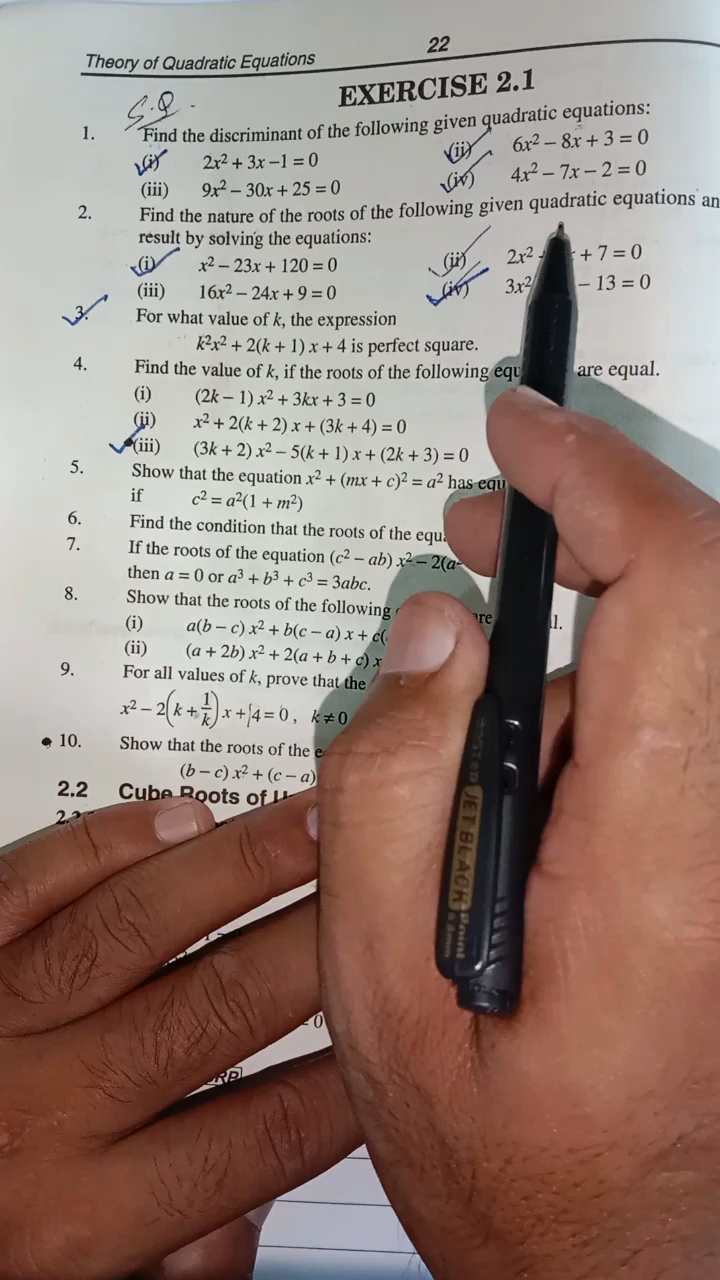 22
Theory of Quadratic Equations
EXERCISE 2.1
S.Q.
1. Find the discriminant of the following given quadratic equations:
(i) 2x² + 3x – 1 = 0 (ii) 6x² – 8x + 3 = 0
(iii) 9x² – 30x + 25 = 0 (iv) 4x² – 7x – 2 = 0
2. Find the nature of the roots of the following given quadratic equations
result by solving the equations:
(i) x² – 23x + 120 = 0 (ii) 2x² + 7 = 0
(iii) 16x² – 24x + 9 = 0 (iv) 3x² – 13 = 0
3. For what value of k, the expression
k²x² + 2(k + 1) x + 4 is perfect square.
4. Find the value of k, if the roots of the following are equal.
(i) (2k – 1) x² + 3kx + 3 = 0
(ii) x² + 2(k + 2) x + (3k + 4) = 0
(iii) (3k + 2) x² – 5(k + 1) x + (2k + 3) = 0
5. Show that the equation x² + (mx + c)² = a² has
if c² = a²(1 + m²)
6. Find the condition that the roots of the
7. If the roots of the equation (c² – ab) x² – 2(a
then a = 0 or a³ + b³ + c³ = 3abc.
8. Show that the roots of the following
(i) a(b – c) x² + b(c – a) x + c(
(ii) (a + 2b) x² + 2(a + b + c) x
9. For all values of k, prove that the
x² – 2(k + 1/k) x + 4 = 0 , k ≠ 0
10. Show that the roots of the
(b – c) x² + (c – a)
2.2 Cube Roots of
JET BLACK Point